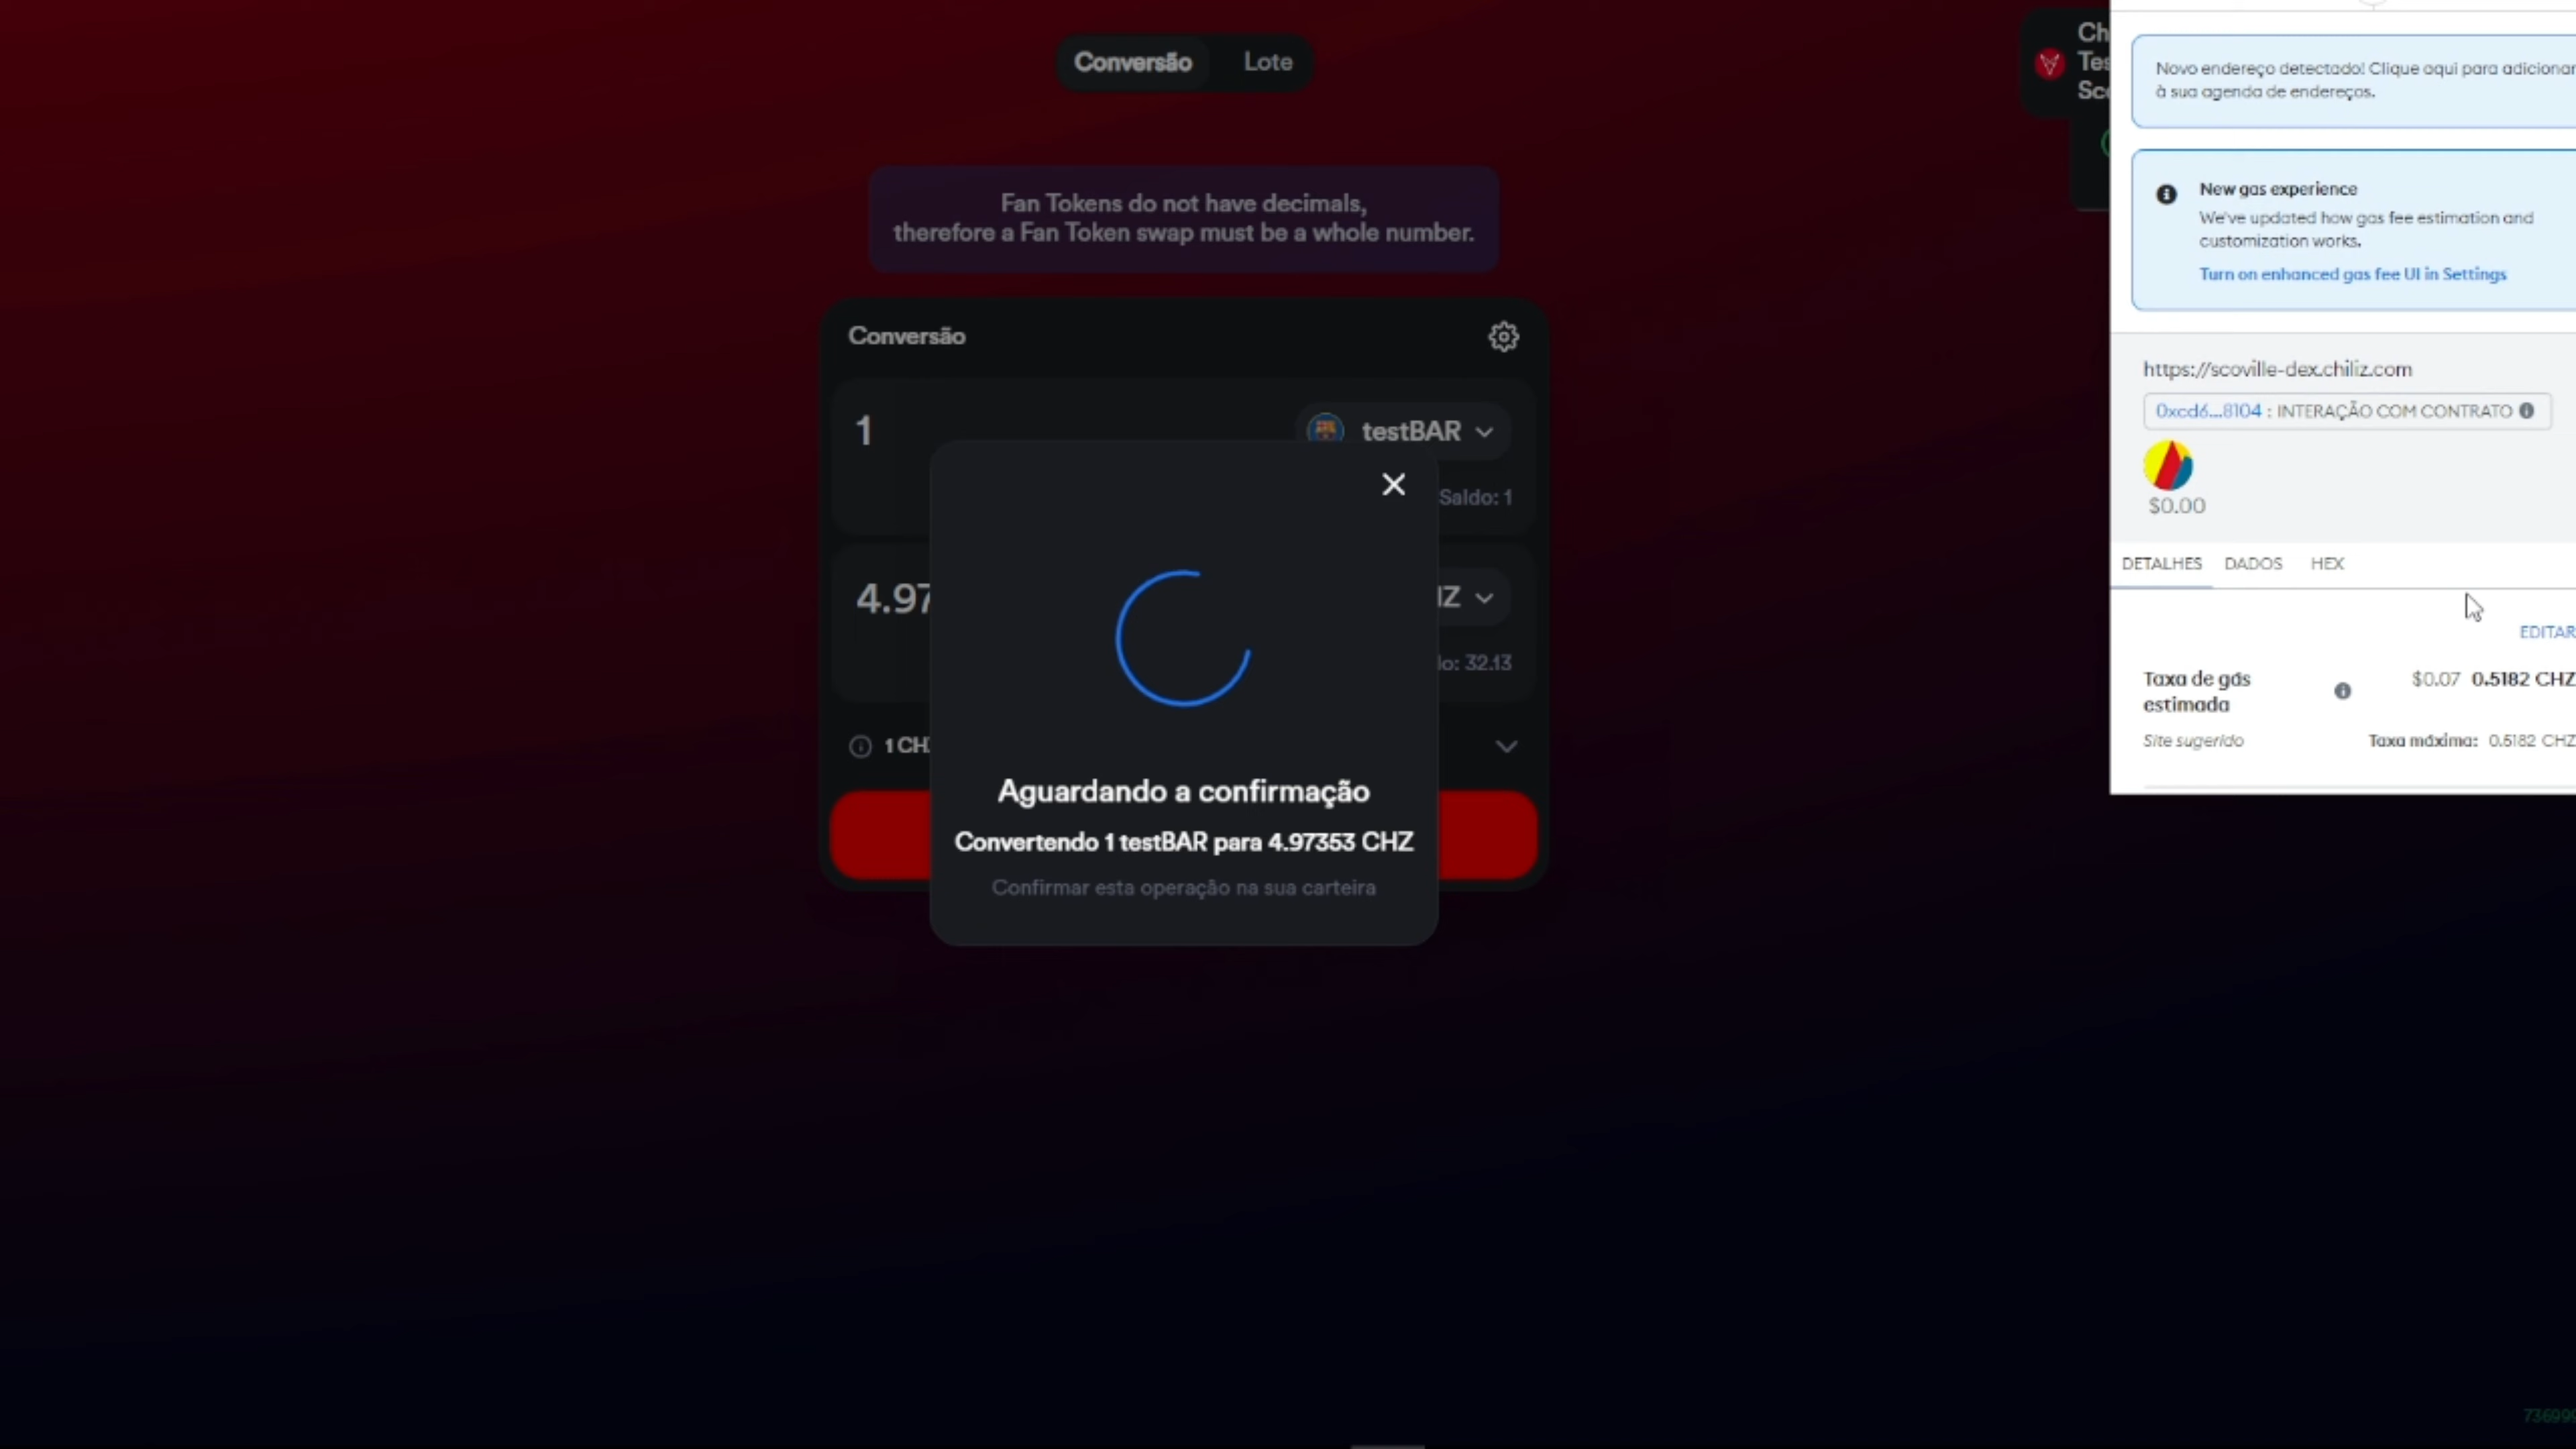 Conversão
Lote
Fan Tokens do not have decimals,
therefore a Fan Token swap must be a whole number.
Conversão
1
testBAR
Saldo: 1
4.97
32.13
1
Aguardando a confirmação
Convertendo 1 testBAR para 4.97353 CHZ
Confirmar esta operação na sua carteira
Novo endereço detectado! Clique aqui para adicionar
à sua agenda de endereços.
New gas experience
We've updated how gas fee estimation and
customization works.
Turn on enhanced gas fee UI in Settings
https://scoville-dex.chiliz.com
0xcd6...8104 : INTERAÇÃO COM CONTRATO
$0.00
DETALHES
DADOS
HEX
EDITAR
Taxa de gás
estimada
$0.07 0.5182 CHZ
Site sugerido
Taxa máxima: 0.5182 CHZ